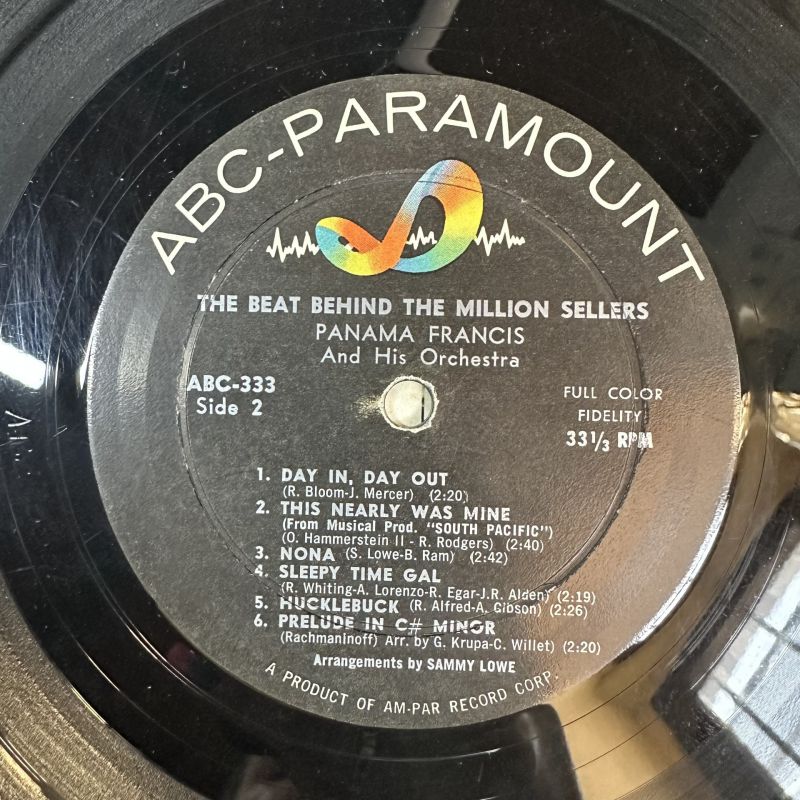 ABC-PARAMOUNT
THE BEAT BEHIND THE MILLION SELLERS
PANAMA FRANCIS
And His Orchestra
ABC-333
Side 2
FULL COLOR
FIDELITY
33 1/3 RPM
1. DAY IN, DAY OUT
(R. Bloom-J. Mercer) (2:20)
2. THIS NEARLY WAS MINE
(From Musical Prod. "SOUTH PACIFIC")
(O. Hammerstein II - R. Rodgers) (2:40)
3. NONA (S. Lowe-B. Ram) (2:42)
4. SLEEPY TIME GAL
(R. Whiting-A. Lorenzo-R. Egar-J.R. Alden) (2:19)
5. HUCKLEBUCK (R. Alfred-A. Gibson) (2:26)
6. PRELUDE IN C# MINOR
(Rachmaninoff) Arr. by G. Krupa-C. Willet) (2:20)
Arrangements by SAMMY LOWE
A PRODUCT OF AM-PAR RECORD CORP.